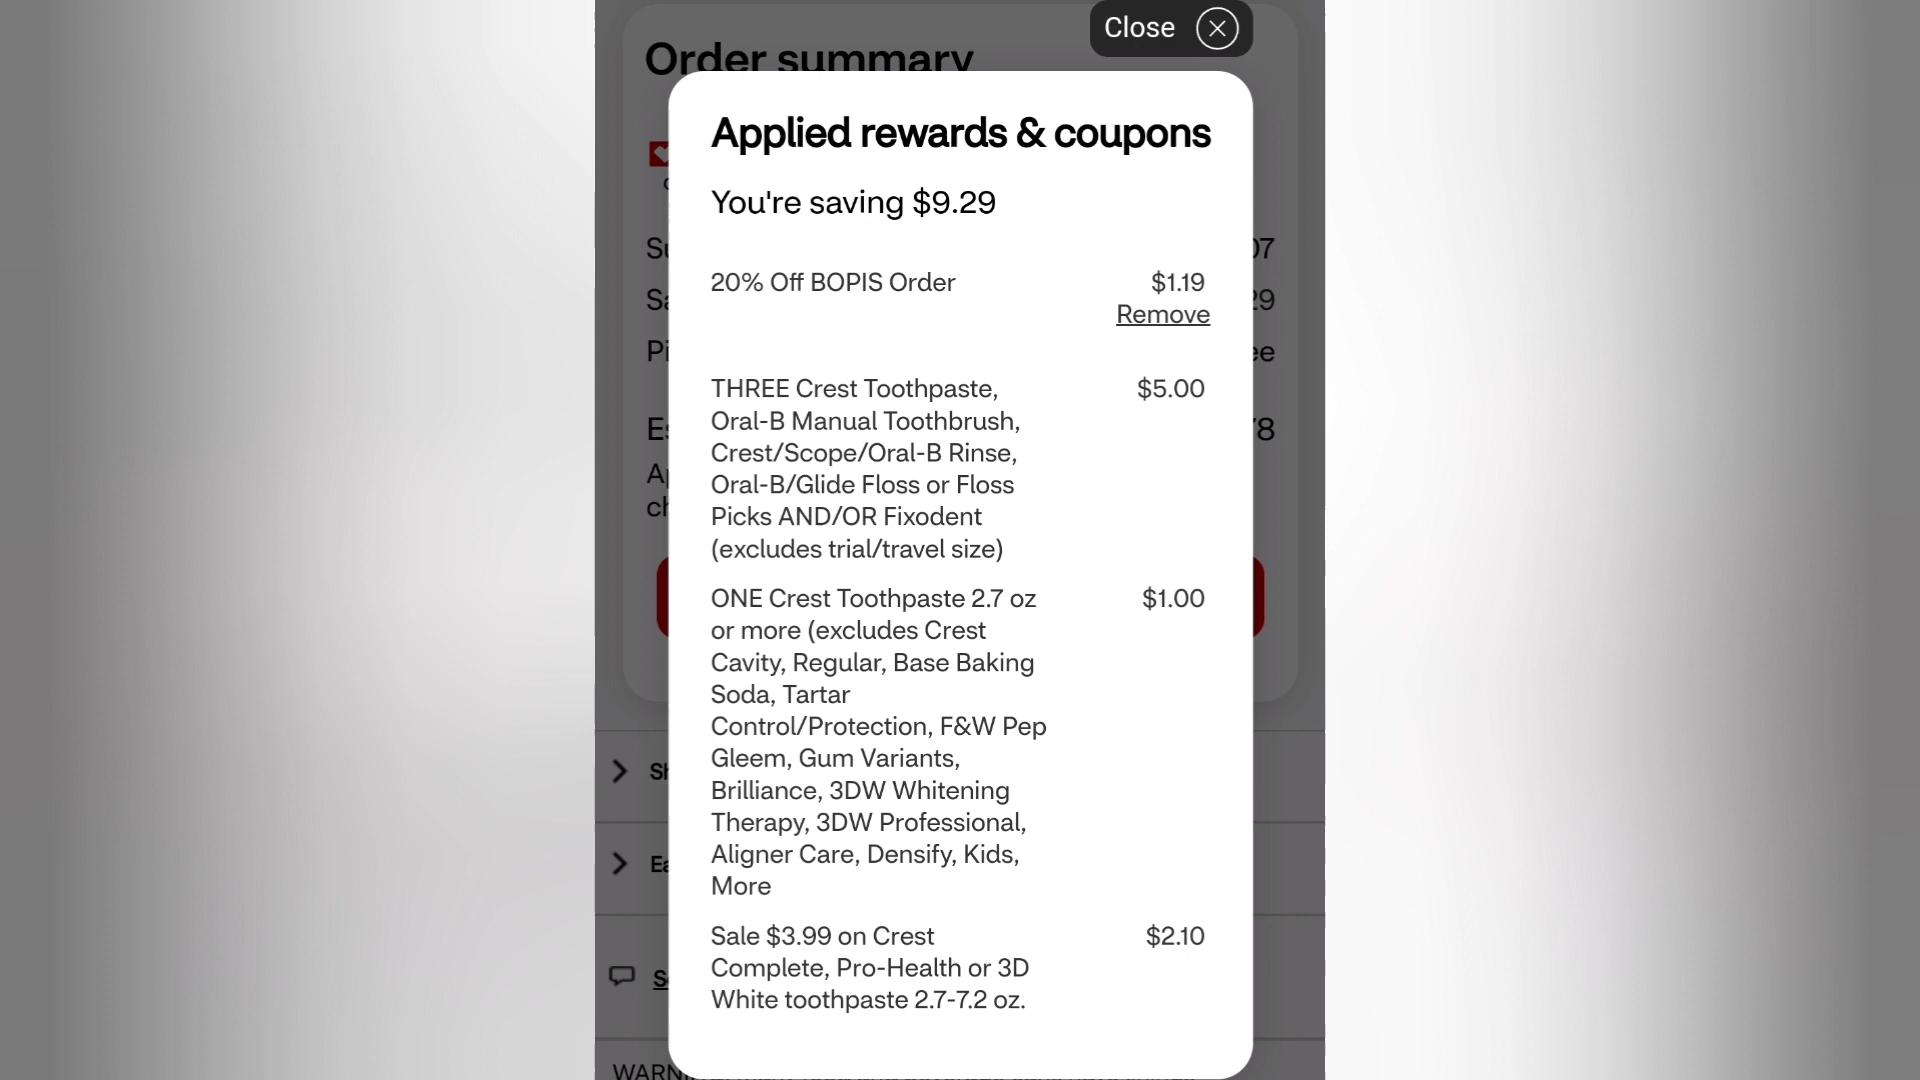 Close
Order summary
Applied rewards & coupons
You're saving $9.29
20% Off BOPIS Order $1.19
Remove
THREE Crest Toothpaste, $5.00
Oral-B Manual Toothbrush,
Crest/Scope/Oral-B Rinse,
Oral-B/Glide Floss or Floss
Picks AND/OR Fixodent
(excludes trial/travel size)
ONE Crest Toothpaste 2.7 oz $1.00
or more (excludes Crest
Cavity, Regular, Base Baking
Soda, Tartar
Control/Protection, F&W Pep
Gleem, Gum Variants,
Brilliance, 3DW Whitening
Therapy, 3DW Professional,
Aligner Care, Densify, Kids,
More
Sale $3.99 on Crest $2.10
Complete, Pro-Health or 3D
White toothpaste 2.7-7.2 oz.